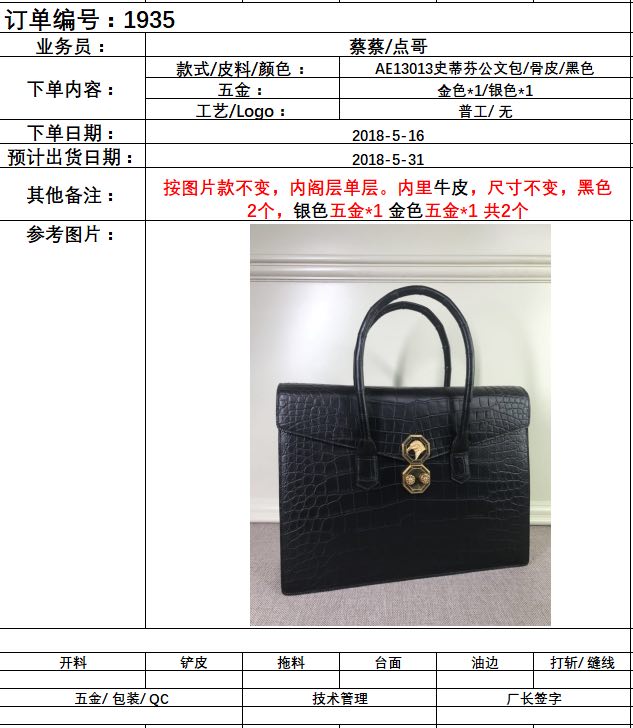 订单编号：1935
业务员： 蔡蔡/点哥
下单内容： 款式/皮料/颜色： AE13013史蒂芬公文包/骨皮/黑色
五金： 金色*1/银色*1
工艺/Logo： 普工/ 无
下单日期： 2018-5-16
预计出货日期： 2018-5-31
其他备注： 按图片款不变，内阁层单层。内里牛皮，尺寸不变，黑色
2个，银色五金*1 金色五金*1 共2个
参考图片：
开料 铲皮 拖料 台面 油边 打斩/ 缝线
五金/ 包装/ QC 技术管理 厂长签字